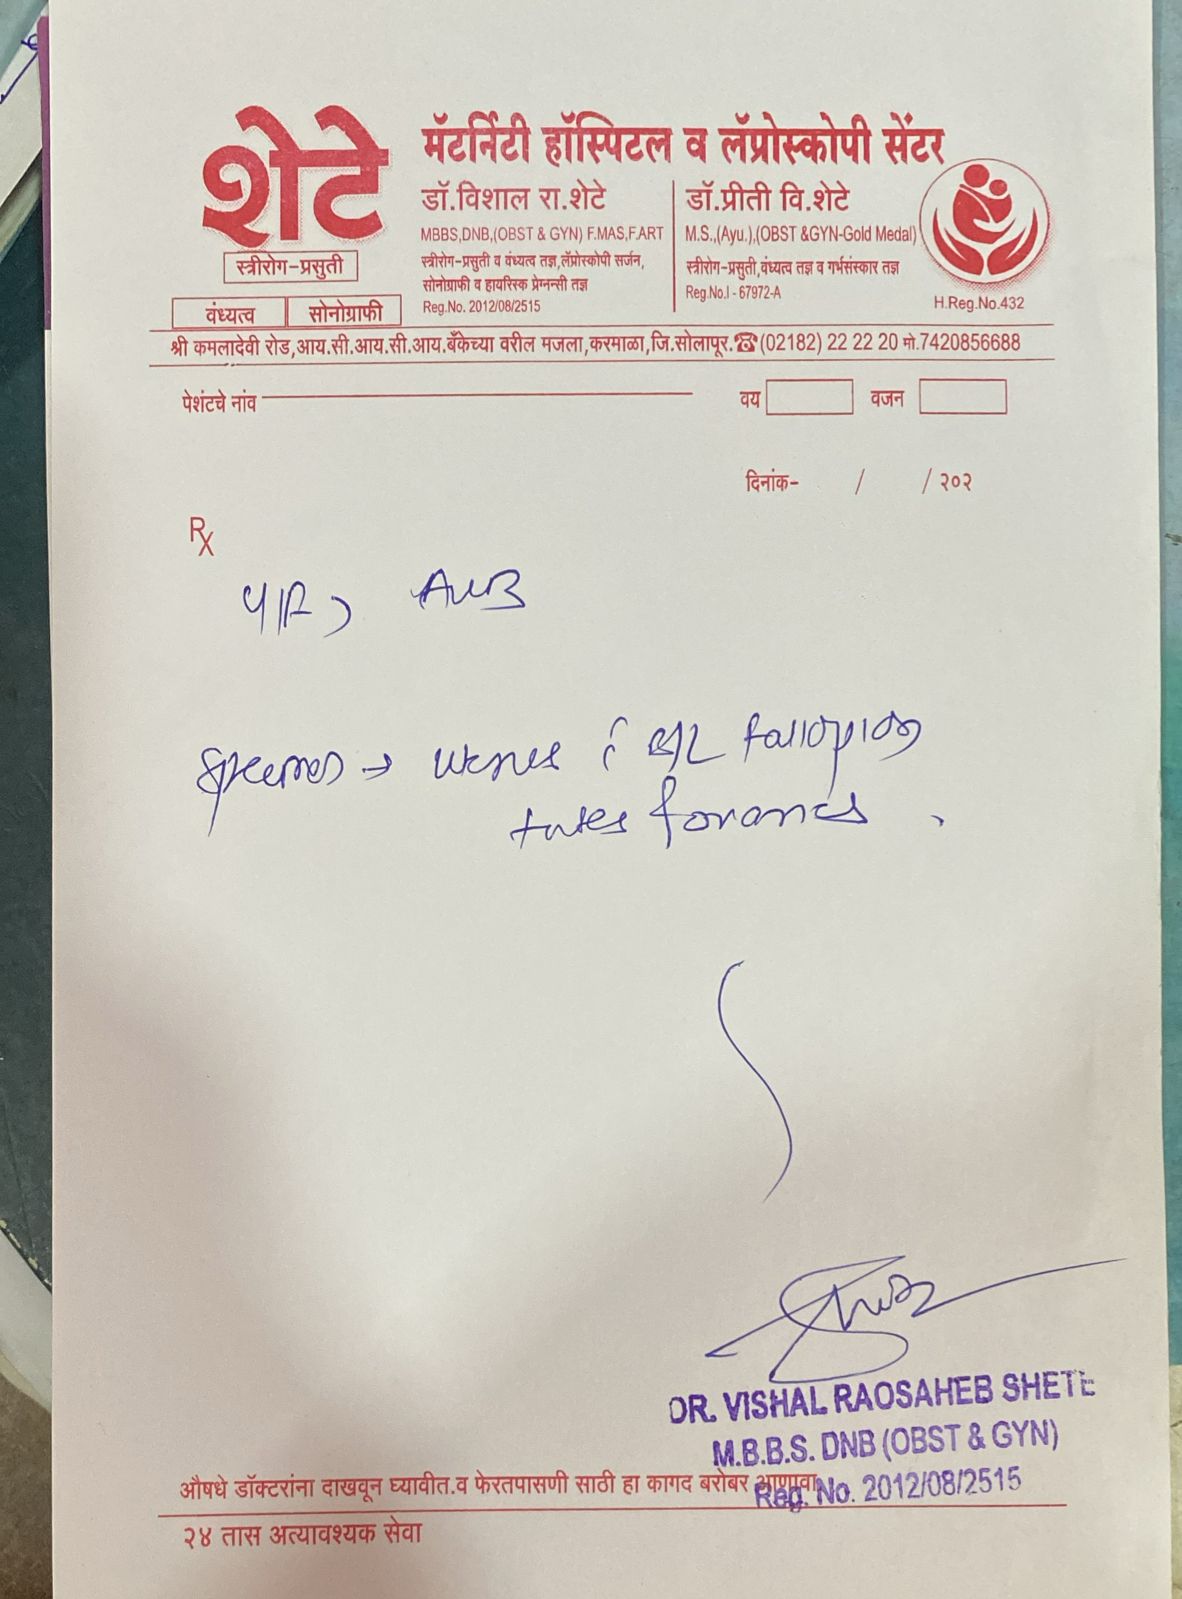 शेटे
मॅटर्निटी हॉस्पिटल व लॅप्रोस्कोपी सेंटर
डॉ.विशाल रा.शेटे
MBBS,DNB,(OBST & GYN) F.MAS,F.ART
स्त्रीरोग-प्रसुती व वंध्यत्व तज्ञ,लॅप्रोस्कोपी सर्जन,
सोनोग्राफी व हायरिस्क प्रेग्नन्सी तज्ञ
Reg.No. 2012/08/2515
डॉ.प्रीती वि.शेटे
M.S.,(Ayu.),(OBST &GYN-Gold Medal)
स्त्रीरोग-प्रसुती,वंध्यत्व तज्ञ व गर्भसंस्कार तज्ञ
Reg.No.I - 67972-A
H.Reg.No.432
स्त्रीरोग-प्रसुती
वंध्यत्व सोनोग्राफी
श्री कमलादेवी रोड,आय.सी.आय.सी.आय.बँकेच्या वरील मजला,करमाळा,जि.सोलापूर.☎(02182) 22 22 20 मो.7420856688
पेशंटचे नांव वय वजन
दिनांक- / / २०२
Rx
AUB
→ fallopian
tubes
DR. VISHAL RAOSAHEB SHETE
M.B.B.S. DNB (OBST & GYN)
Reg. No. 2012/08/2515
औषधे डॉक्टरांना दाखवून घ्यावीत.व फेरतपासणी साठी हा कागद बरोबर आणावा
२४ तास अत्यावश्यक सेवा